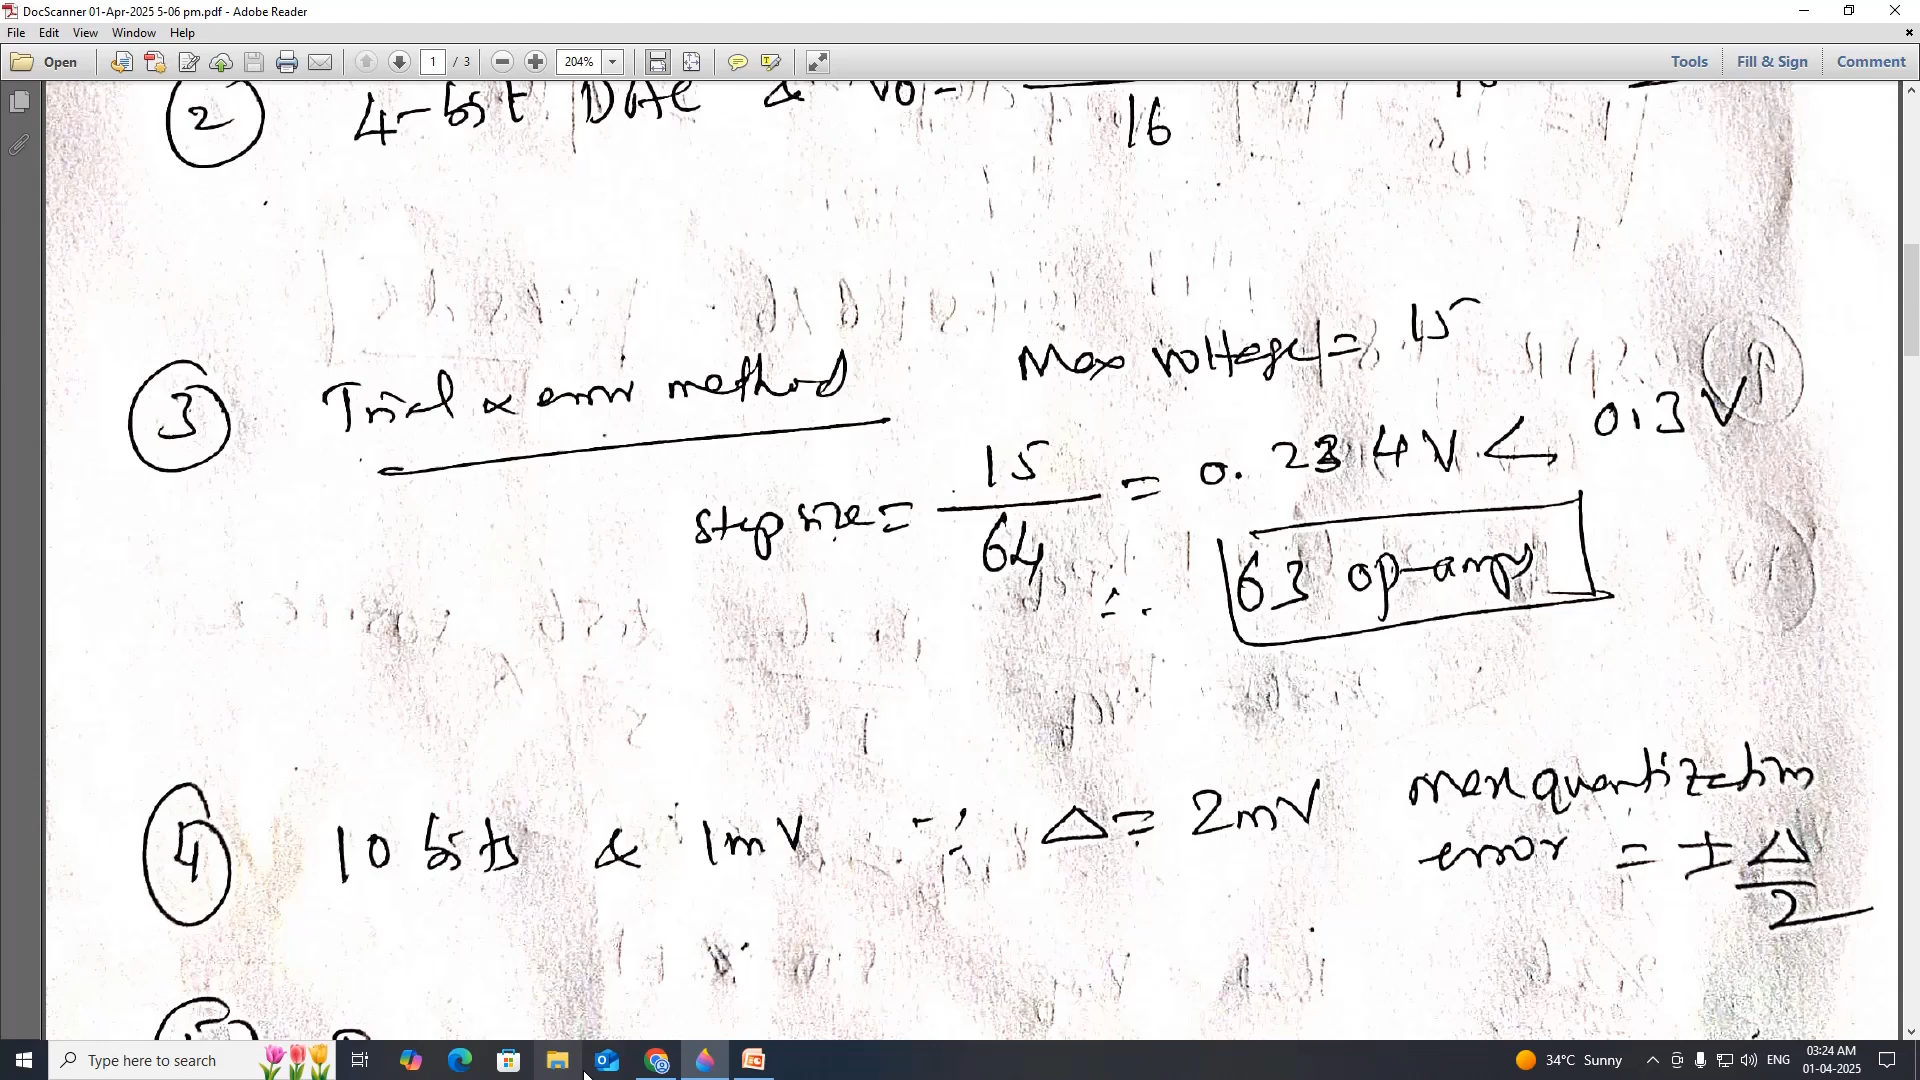 DocScanner 01-Apr-2025 5-06 pm.pdf - Adobe Reader
File Edit View Window Help
Open 1 / 3 204% Tools Fill & Sign Comment
2 4-bit & Vo =
16
3 Trial & error method Max voltage = 15
step size = 15/64 = 0.234 V < 0.3 V
∴ 63 op-amps
4 10 bits & 1mV ∵ Δ = 2mV max quantization
error = ± Δ/2
Type here to search 34°C Sunny ENG 03:24 AM
01-04-2025